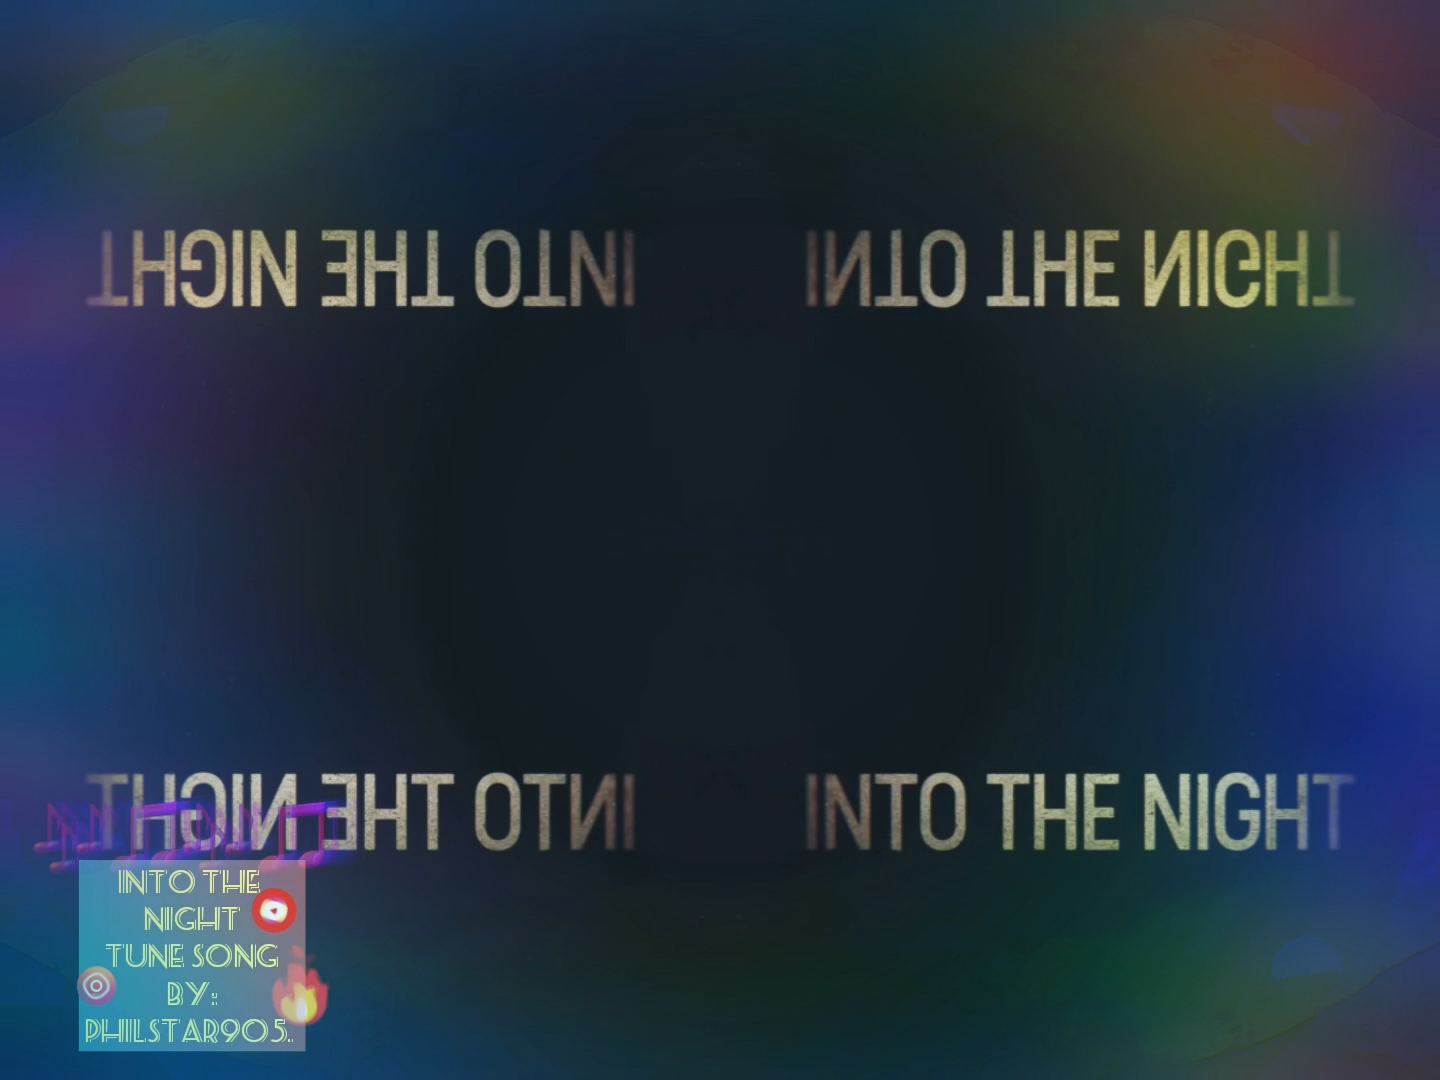 INTO THE NIGHT INTO THE NIGHT
INTO THE NIGHT INTO THE NIGHT
INTO THE
NIGHT
TUNE SONG
BY:
PHILSTAR905.